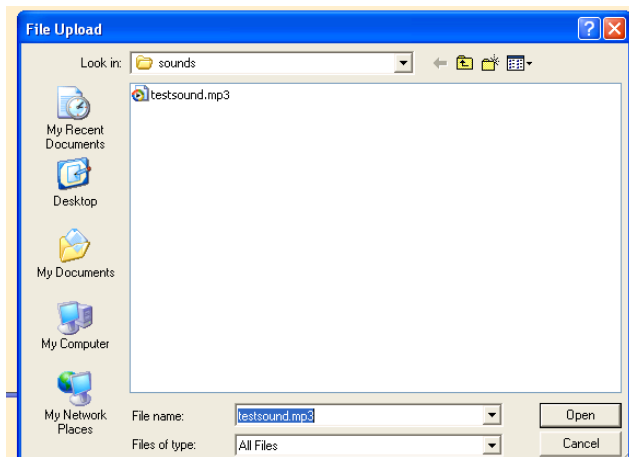 File Upload
Look in:
sounds
testsound.mp3
My Recent
Documents
Desktop
My Documents
My Computer
My Network
Places
File name:
testsound.mp3
Open
Files of type:
All Files
Cancel